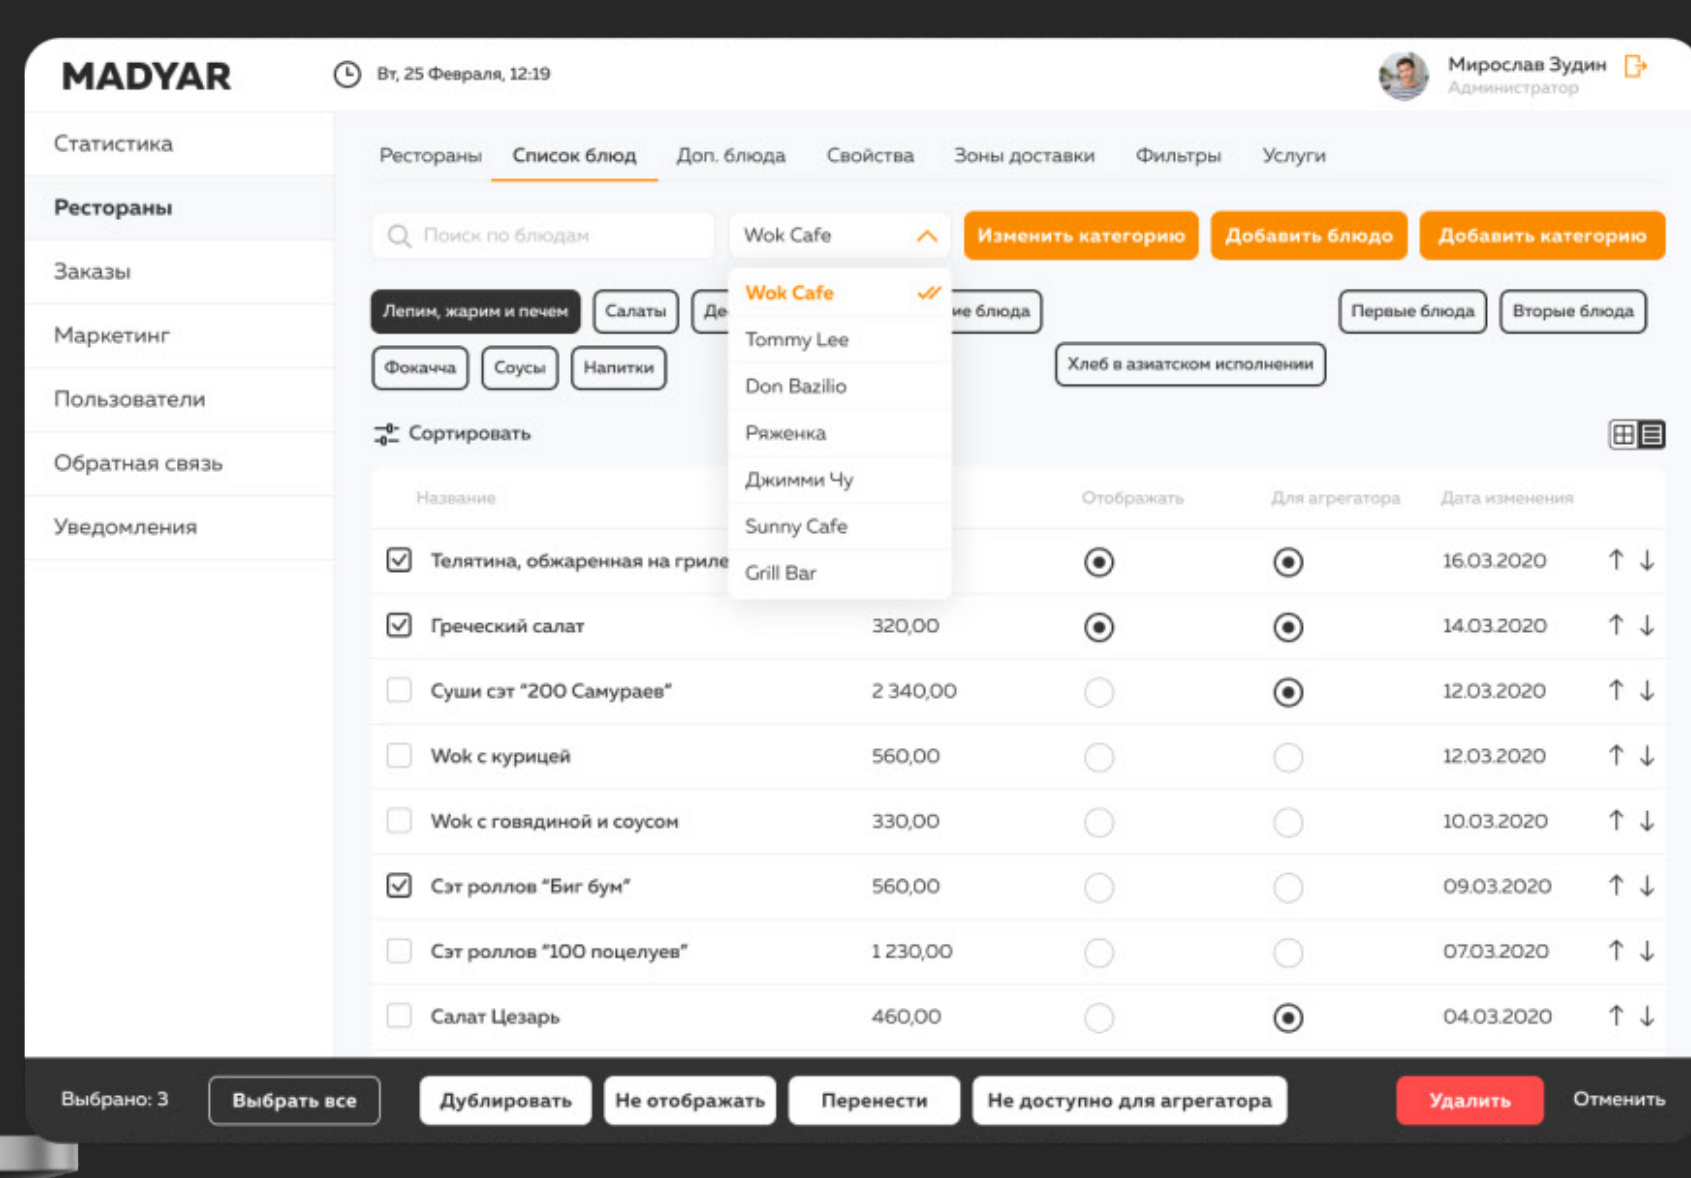 MADYAR
Вт, 25 Февраля, 12:19
Мирослав Зудин
Администратор
Статистика
Рестораны
Заказы
Маркетинг
Пользователи
Обратная связь
Уведомления
Рестораны Список блюд Доп. блюда Свойства Зоны доставки Фильтры Услуги
Поиск по блюдам
Wok Cafe
Изменить категорию
Добавить блюдо
Добавить категорию
Wok Cafe
Tommy Lee
Don Bazilio
Ряженка
Джимми Чу
Sunny Cafe
Grill Bar
Лепим, жарим и печем Салаты Де ие блюда Первые блюда Вторые блюда
Фокачча Соусы Напитки Хлеб в азиатском исполнении
Сортировать
Название Отображать Для агрегатора Дата изменения
Телятина, обжаренная на гриле 16.03.2020
Греческий салат 320,00 14.03.2020
Суши сэт “200 Самураев” 2 340,00 12.03.2020
Wok с курицей 560,00 12.03.2020
Wok с говядиной и соусом 330,00 10.03.2020
Сэт роллов “Биг бум” 560,00 09.03.2020
Сэт роллов “100 поцелуев” 1 230,00 07.03.2020
Салат Цезарь 460,00 04.03.2020
Выбрано: 3 Выбрать все Дублировать Не отображать Перенести Не доступно для агрегатора Удалить Отменить